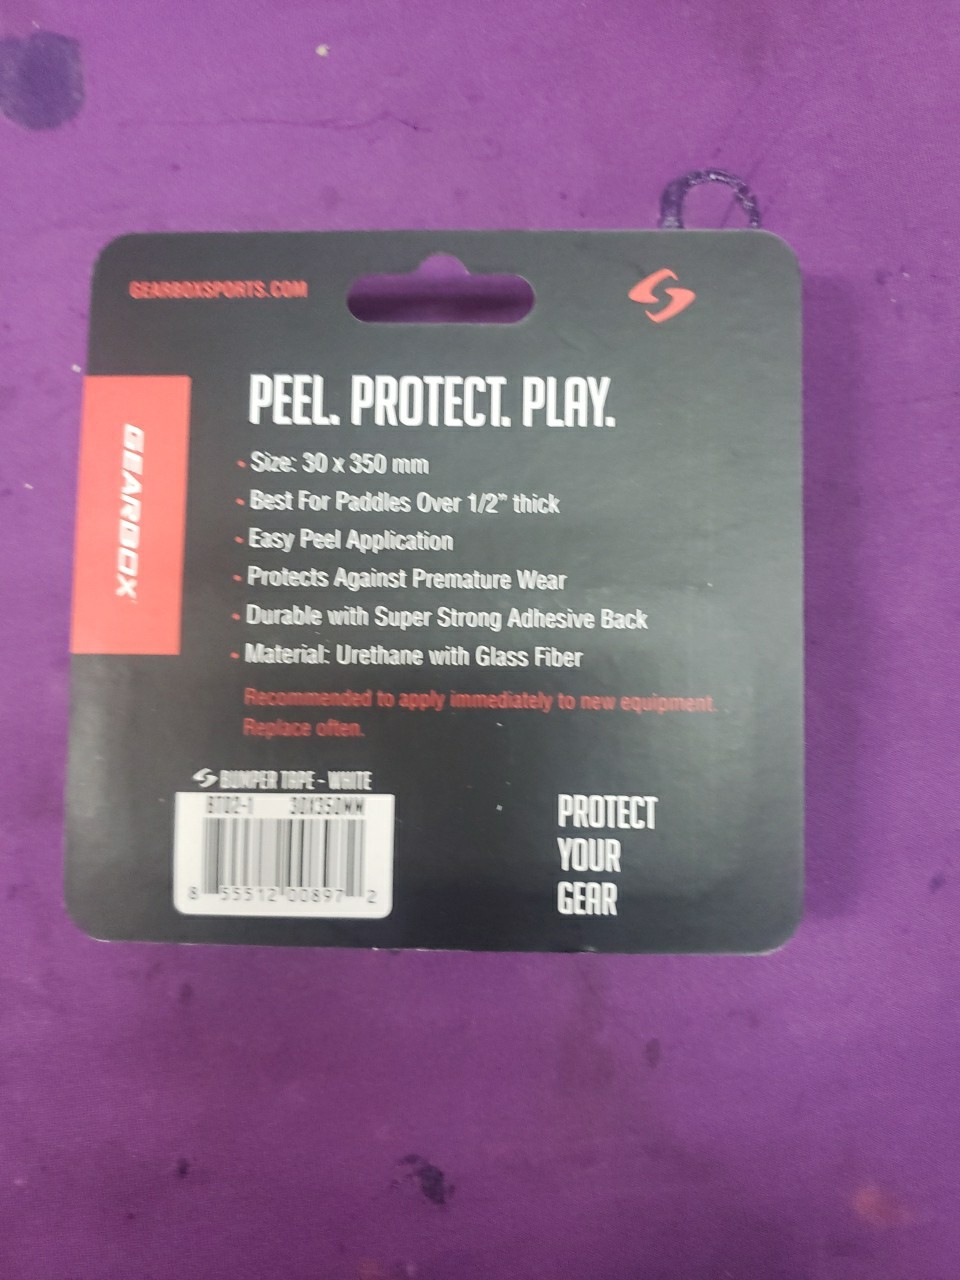 GEARBOXSPORTS.COM
PEEL. PROTECT. PLAY.
GEARBOX
• Size: 30 x 350 mm
• Best For Paddles Over 1/2" thick
• Easy Peel Application
• Protects Against Premature Wear
• Durable with Super Strong Adhesive Back
• Material: Urethane with Glass Fiber
Recommended to apply immediately to new equipment.
Replace often.
BUMPER TAPE - WHITE
BT02-1 30X350MM
8 55512 00897 2
PROTECT
YOUR
GEAR